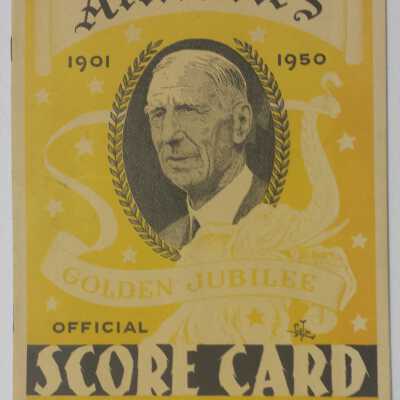 1901 1950
GOLDEN JUBILEE
OFFICIAL
SCORE CARD